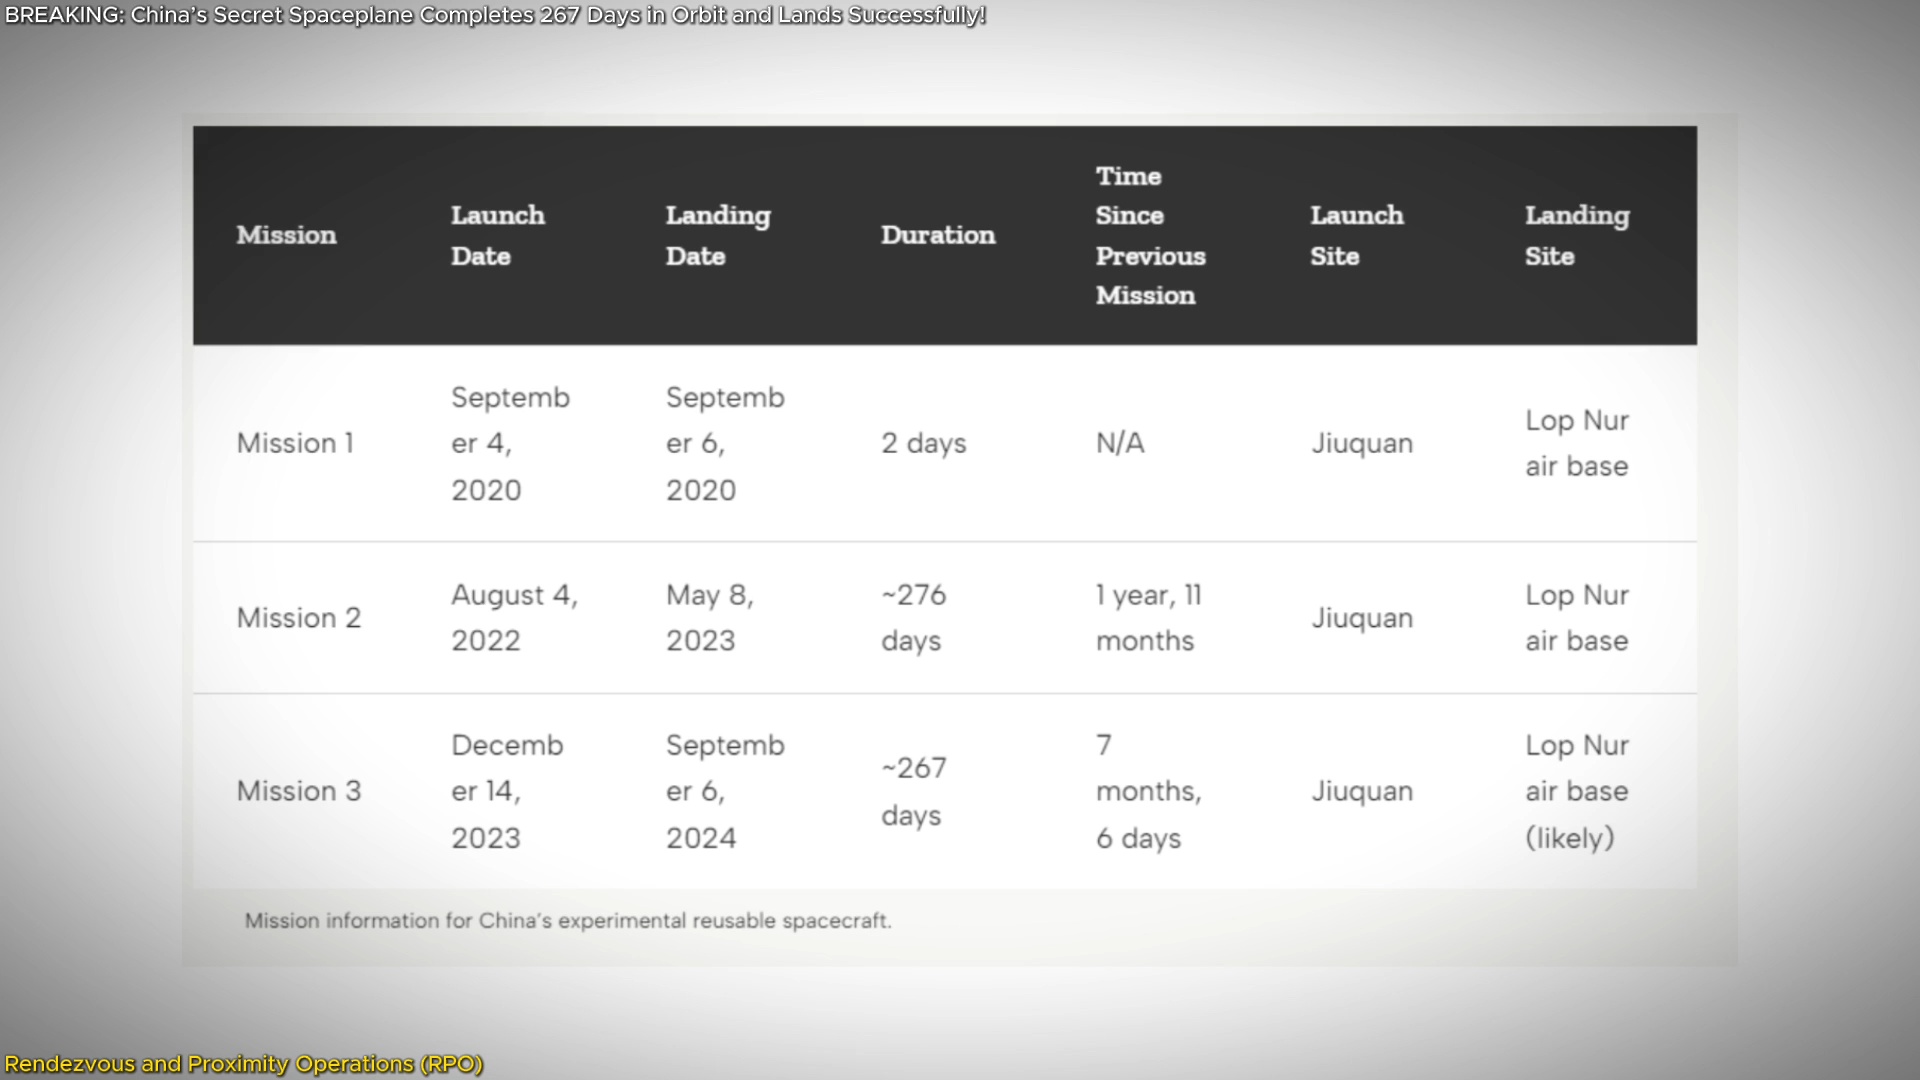 BREAKING: China’s Secret Spaceplane Completes 267 Days in Orbit and Lands Successfully!
Mission
Launch
Date
Landing
Date
Duration
Time
Since
Previous
Mission
Launch
Site
Landing
Site
Mission 1
Septemb
er 4,
2020
Septemb
er 6,
2020
2 days
N/A
Jiuquan
Lop Nur
air base
Mission 2
August 4,
2022
May 8,
2023
~276
days
1 year, 11
months
Jiuquan
Lop Nur
air base
Mission 3
Decemb
er 14,
2023
Septemb
er 6,
2024
~267
days
7
months,
6 days
Jiuquan
Lop Nur
air base
(likely)
Mission information for China’s experimental reusable spacecraft.
Rendezvous and Proximity Operations (RPO)